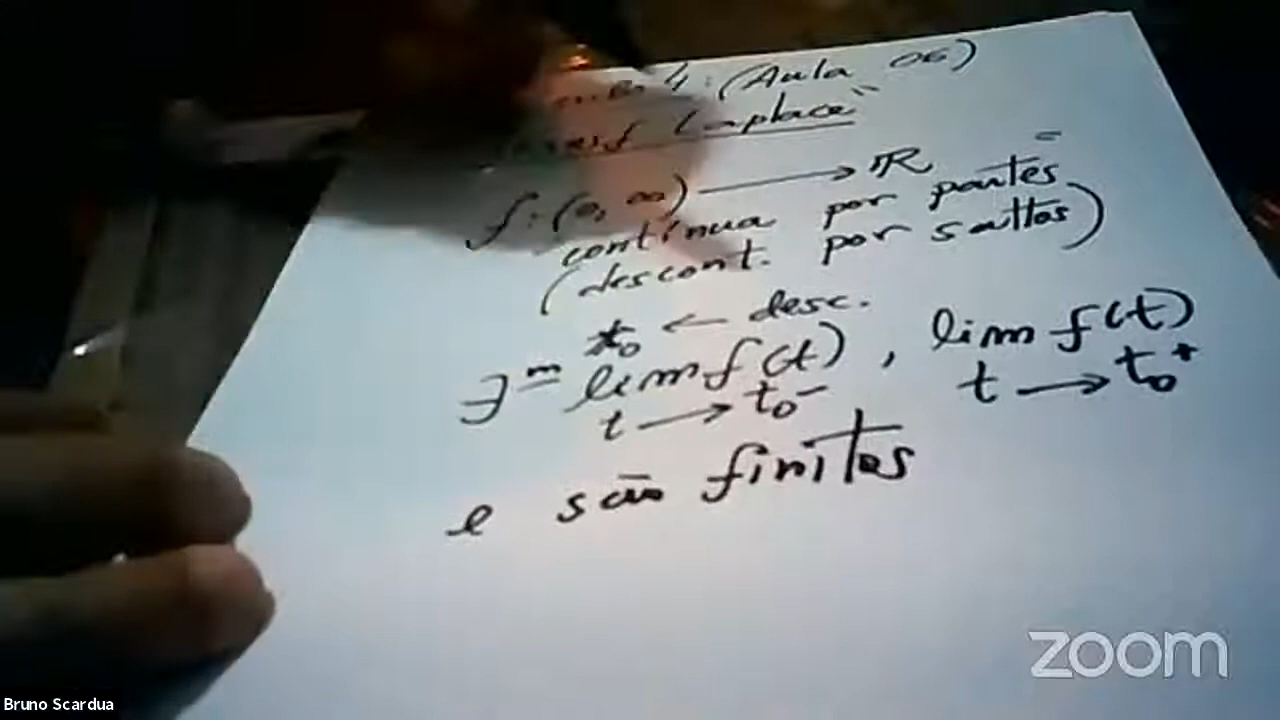 4: (Aula 06)
Laplace"
f: (0, ∞) ⟶ ℝ
contínua por partes
(descont. por saltos)
t₀ ← desc.
∃ᵐ lim f(t) , lim f(t)
t → t₀⁻ t → t₀⁺
e são finitos
zoom
Bruno Scardua